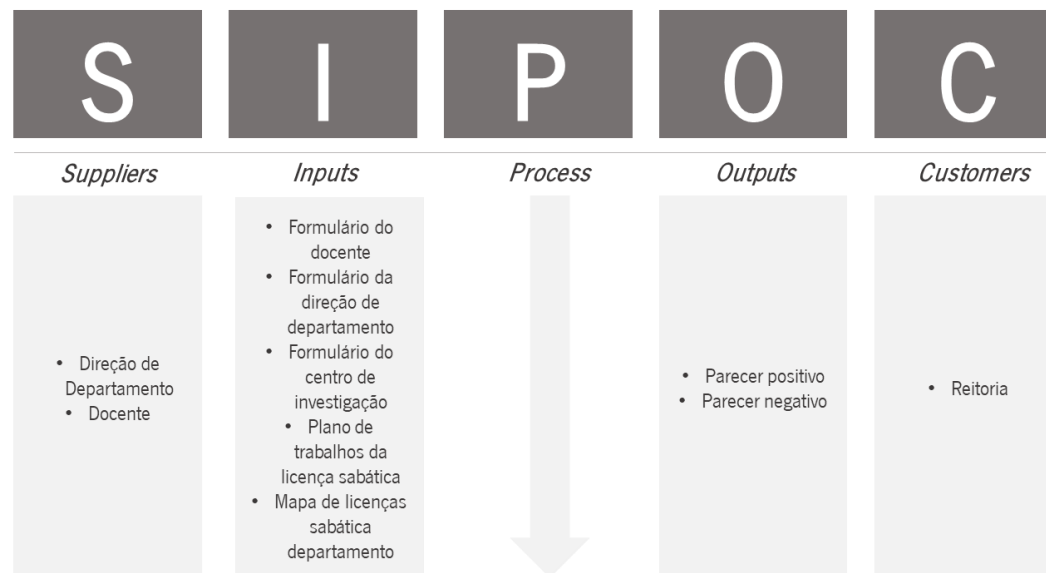 S I P O C
Suppliers Inputs Process Outputs Customers
• Direção de
Departamento
• Docente
• Formulário do
docente
• Formulário da
direção de
departamento
• Formulário do
centro de
investigação
• Plano de
trabalhos da
licença sabática
• Mapa de licenças
sabática
departamento
• Parecer positivo
• Parecer negativo
• Reitoria